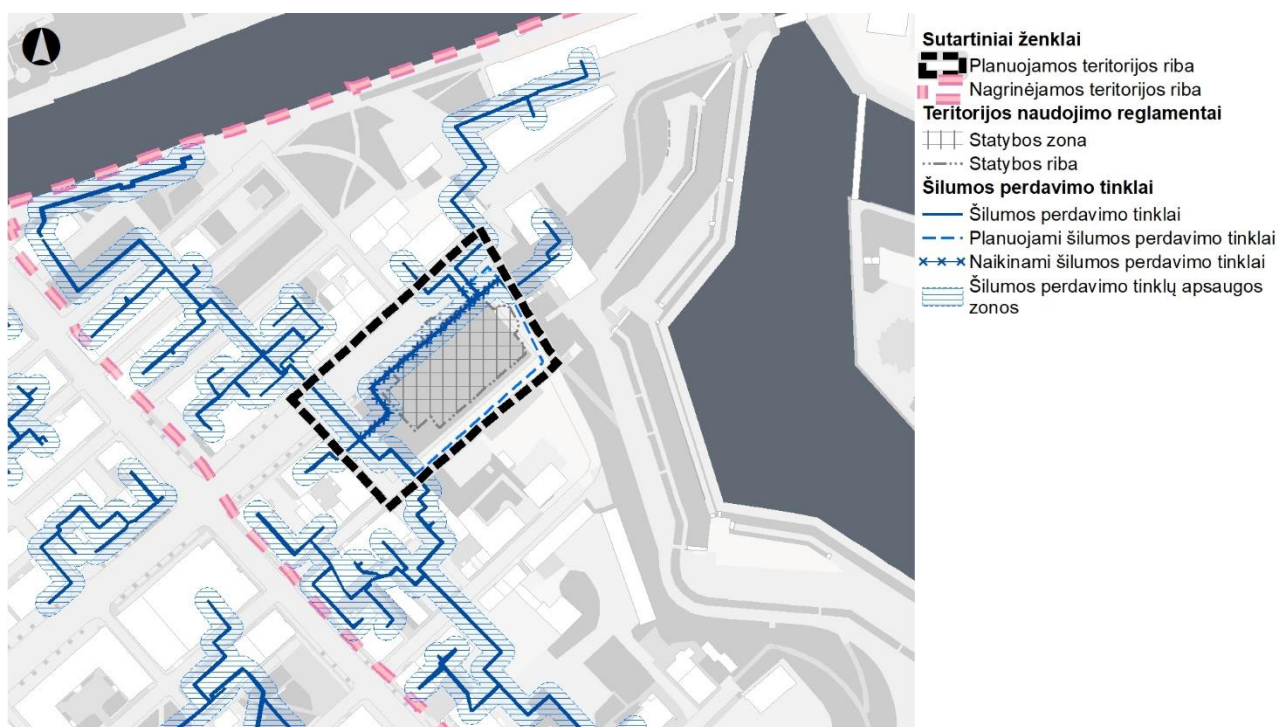 Sutartiniai ženklai
Planuojamos teritorijos riba
Nagrinėjamos teritorijos riba
Teritorijos naudojimo reglamentai
Statybos zona
Statybos riba
Šilumos perdavimo tinklai
Šilumos perdavimo tinklai
Planuojami šilumos perdavimo tinklai
Naikinami šilumos perdavimo tinklai
Šilumos perdavimo tinklų apsaugos
zonos